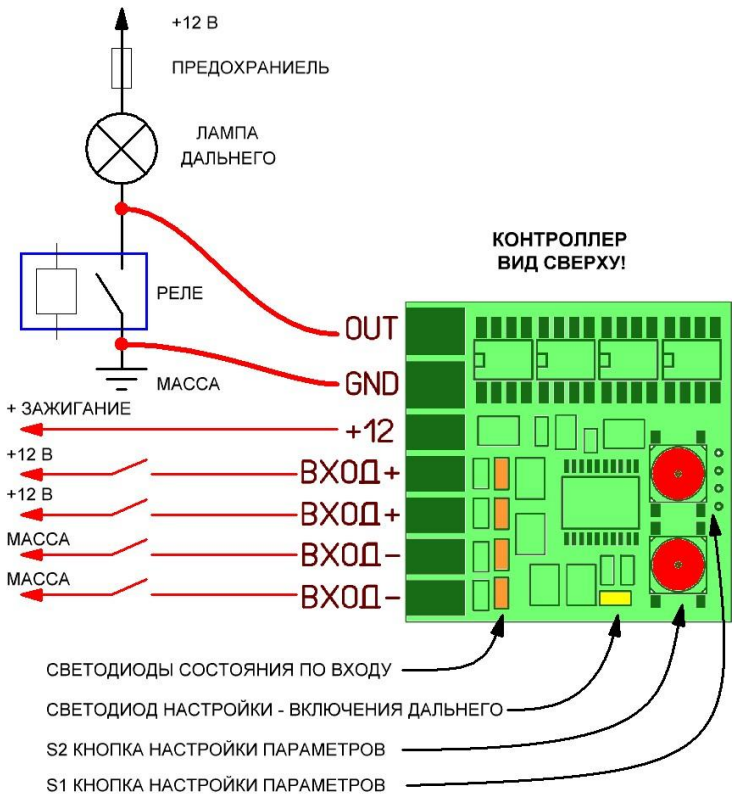 +12 В
ПРЕДОХРАНИЕЛЬ
ЛАМПА
ДАЛЬНЕГО
КОНТРОЛЛЕР
ВИД СВЕРХУ!
РЕЛЕ
OUT
МАССА
GND
+ ЗАЖИГАНИЕ
+12
+12 В
ВХОД+
+12 В
ВХОД+
МАССА
ВХОД-
МАССА
ВХОД-
СВЕТОДИОДЫ СОСТОЯНИЯ ПО ВХОДУ
СВЕТОДИОД НАСТРОЙКИ - ВКЛЮЧЕНИЯ ДАЛЬНЕГО
S2 КНОПКА НАСТРОЙКИ ПАРАМЕТРОВ
S1 КНОПКА НАСТРОЙКИ ПАРАМЕТРОВ